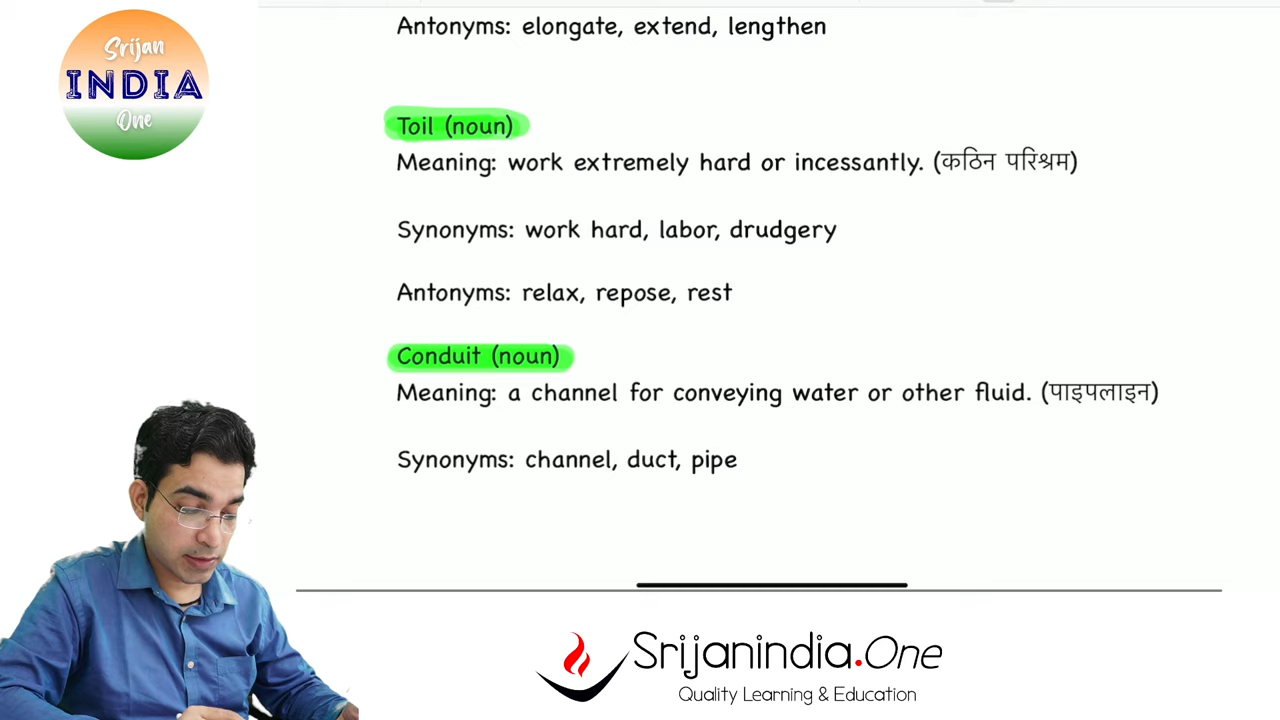 Srijan
INDIA
One
Antonyms: elongate, extend, lengthen
Toil (noun)
Meaning: work extremely hard or incessantly. (कठिन परिश्रम)
Synonyms: work hard, labor, drudgery
Antonyms: relax, repose, rest
Conduit (noun)
Meaning: a channel for conveying water or other fluid. (पाइपलाइन)
Synonyms: channel, duct, pipe
Srijanindia.One
Quality Learning & Education